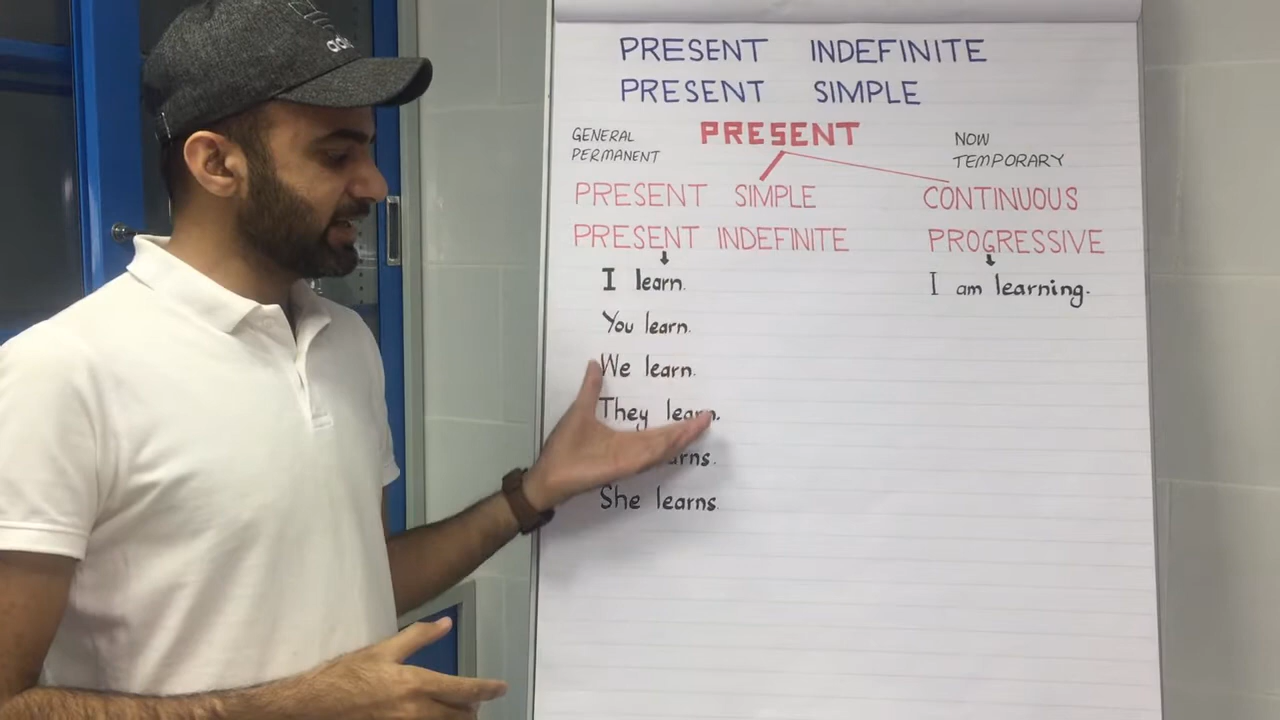 PRESENT INDEFINITE
PRESENT SIMPLE
PRESENT
GENERAL
PERMANENT
NOW
TEMPORARY
PRESENT SIMPLE
PRESENT INDEFINITE
I learn.
You learn.
We learn.
They learn.
She learns
CONTINUOUS
PROGRESSIVE
I am learning.